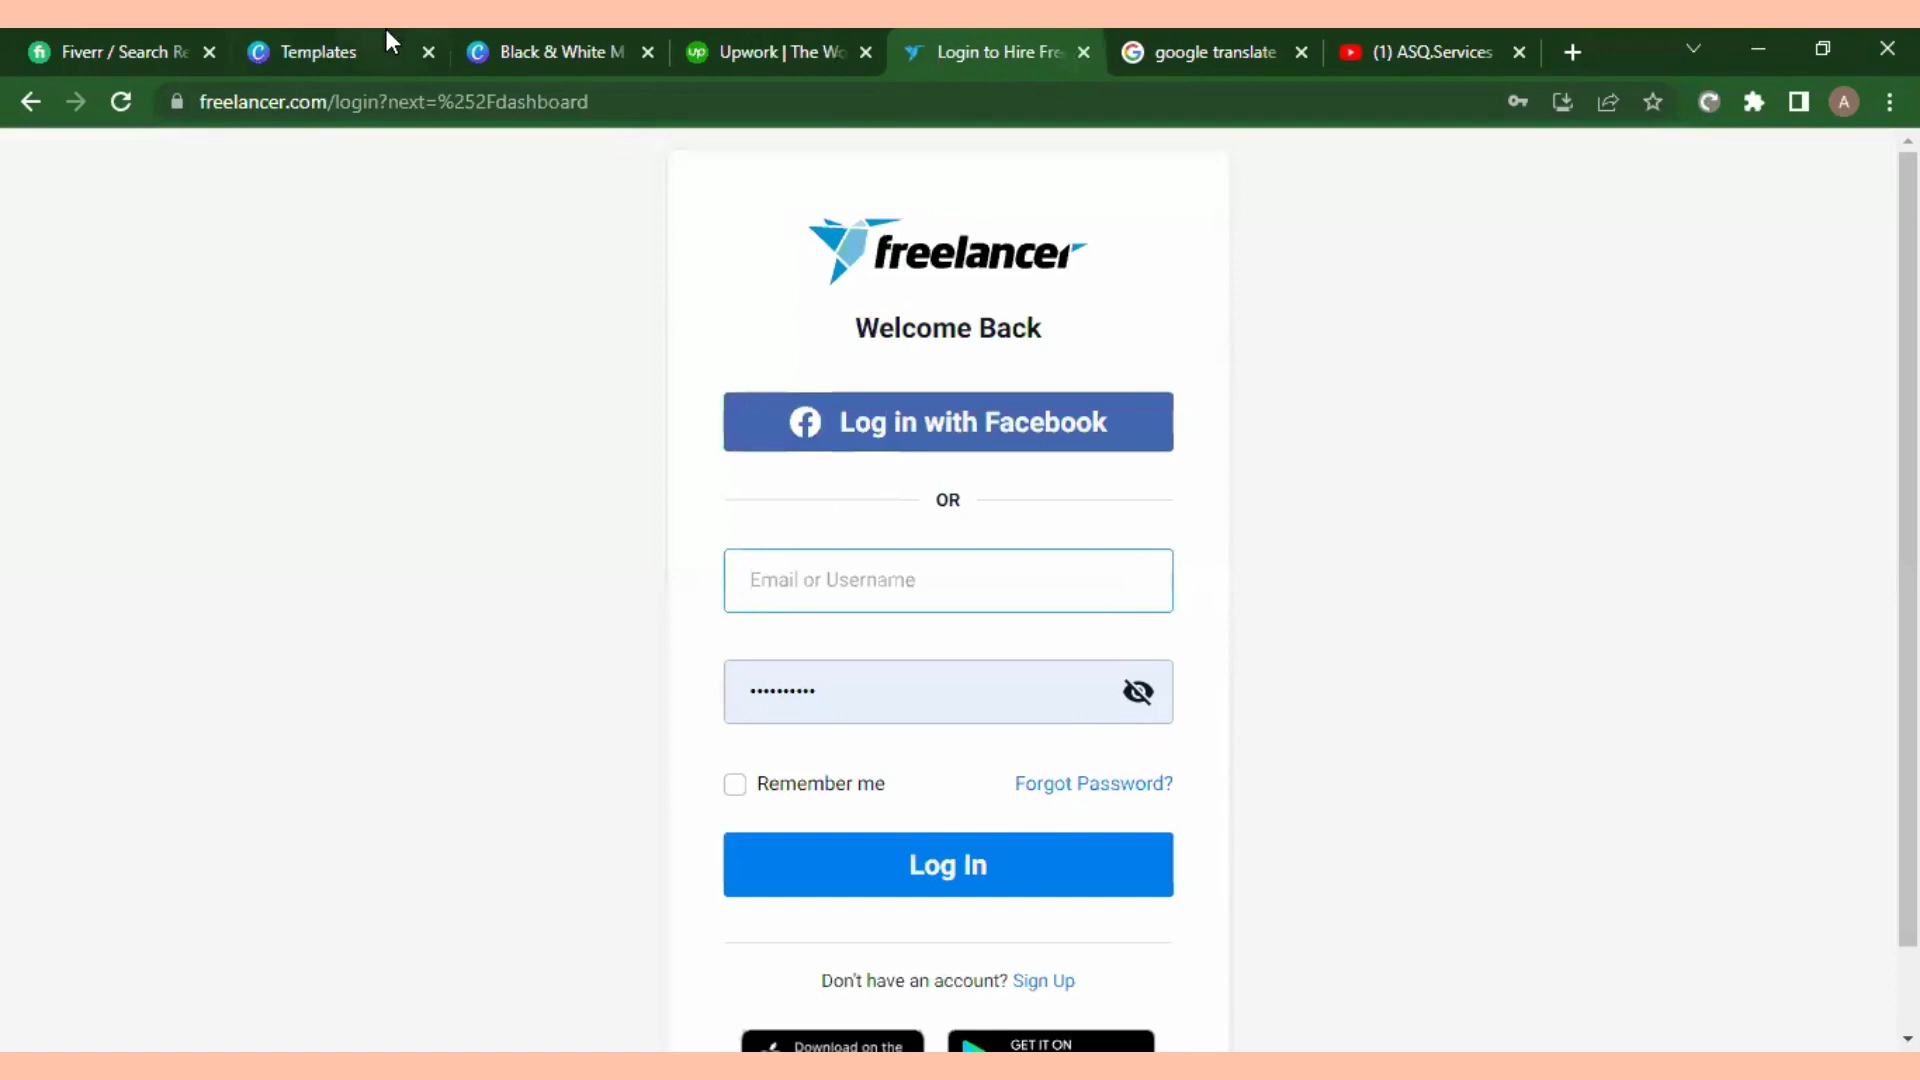 Fiverr / Search Re
Templates
Black & White M
Upwork | The Wo
Login to Hire Fre
google translate
(1) ASQ.Services
freelancer.com/login?next=%252Fdashboard
A
freelancer
Welcome Back
Log in with Facebook
OR
Email or Username
••••••••••
Remember me
Forgot Password?
Log In
Don't have an account? Sign Up
Download on the
GET IT ON